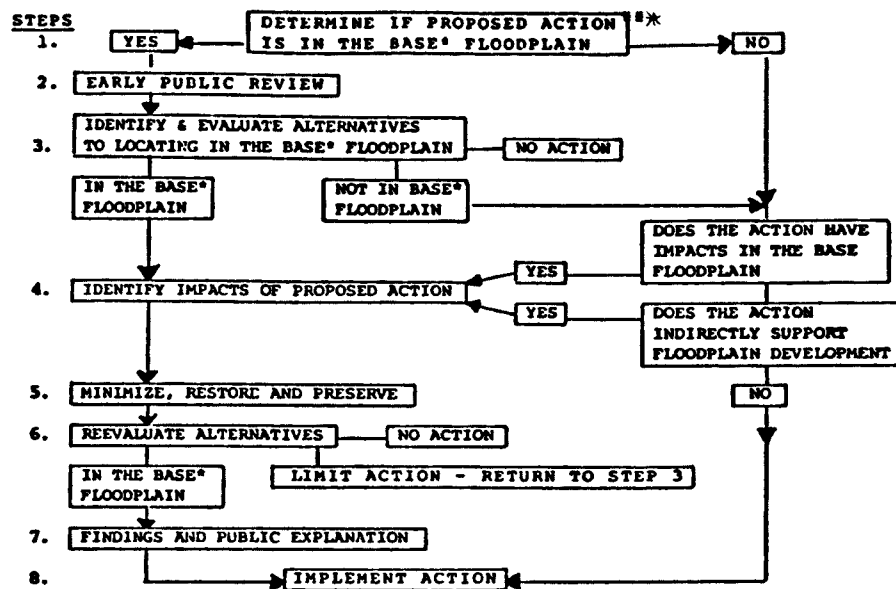 STEPS
1.
YES
DETERMINE IF PROPOSED ACTION***
IS IN THE BASE* FLOODPLAIN
NO
2.
EARLY PUBLIC REVIEW
3.
IDENTIFY & EVALUATE ALTERNATIVES
TO LOCATING IN THE BASE* FLOODPLAIN
NO ACTION
IN THE BASE*
FLOODPLAIN
NOT IN BASE*
FLOODPLAIN
DOES THE ACTION HAVE
IMPACTS IN THE BASE
FLOODPLAIN
YES
4.
IDENTIFY IMPACTS OF PROPOSED ACTION
YES
DOES THE ACTION
INDIRECTLY SUPPORT
FLOODPLAIN DEVELOPMENT
5.
MINIMIZE, RESTORE AND PRESERVE
NO
6.
REEVALUATE ALTERNATIVES
NO ACTION
IN THE BASE*
FLOODPLAIN
LIMIT ACTION - RETURN TO STEP 3
7.
FINDINGS AND PUBLIC EXPLANATION
8.
IMPLEMENT ACTION